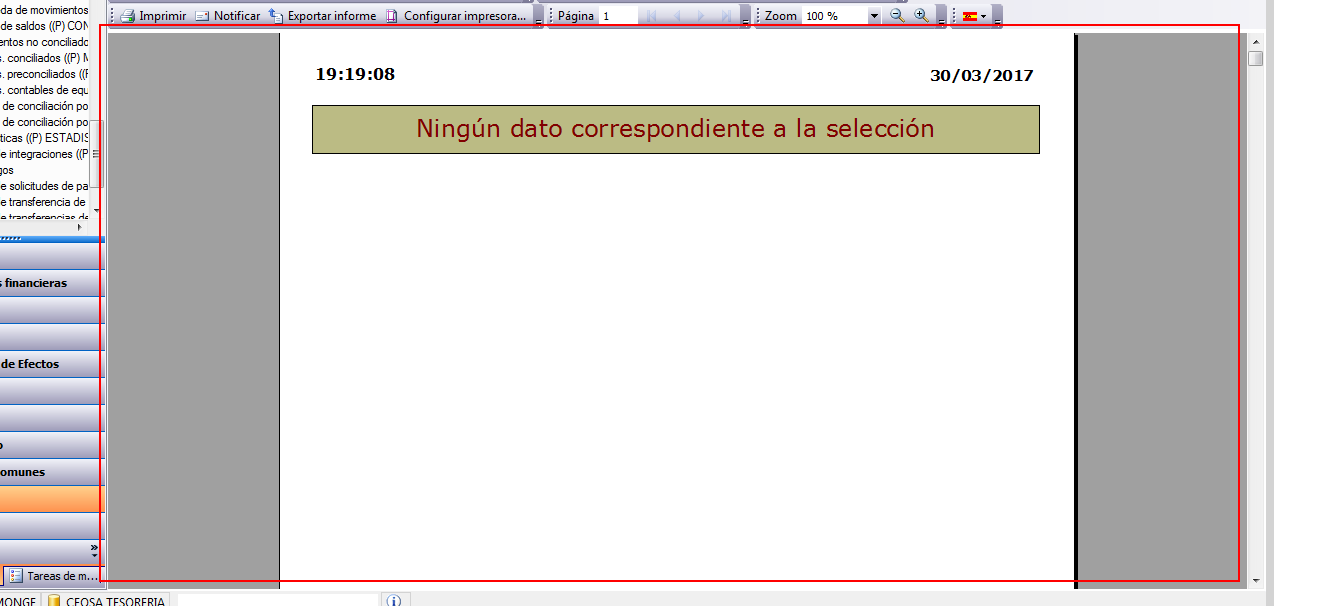 Imprimir Notificar Exportar informe Configurar impresora... Página 1 Zoom 100 %
da de movimientos
de saldos ((P) CON
entos no conciliado
s. conciliados ((P) M
s. preconciliados ((P
s. contables de equ
de conciliación po
de conciliación po
ticas ((P) ESTADIS
e integraciones ((P
gos
e solicitudes de pa
e transferencia de
e transferencias de
s financieras
de Efectos
o
omunes
Tareas de m...
19:19:08
30/03/2017
Ningún dato correspondiente a la selección
MONGE CEOSA TESORERIA